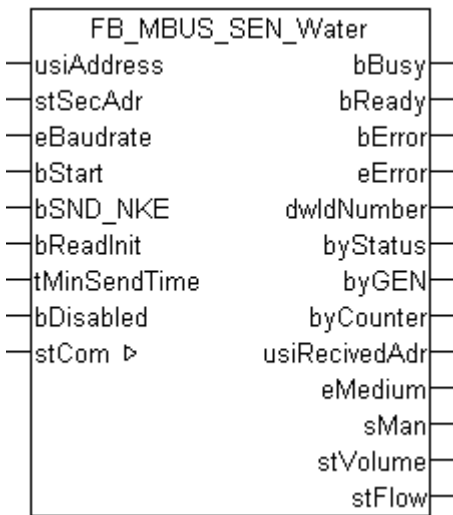 FB_MBUS_SEN_Water
usiAddress bBusy
stSecAdr bReady
eBaudrate bError
bStart eError
bSND_NKE dwIdNumber
bReadInit byStatus
tMinSendTime byGEN
bDisabled byCounter
stCom ▷ usiRecivedAdr
eMedium
sMan
stVolume
stFlow